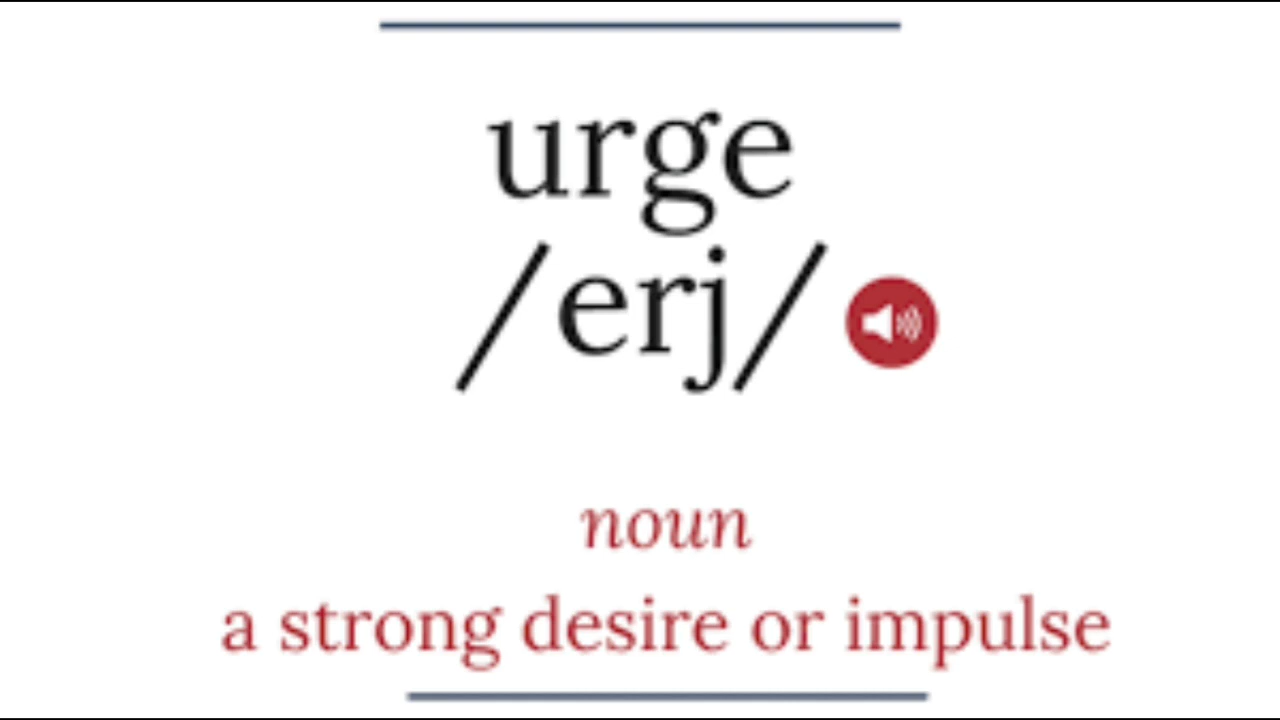 urge
/erj/
noun
a strong desire or impulse